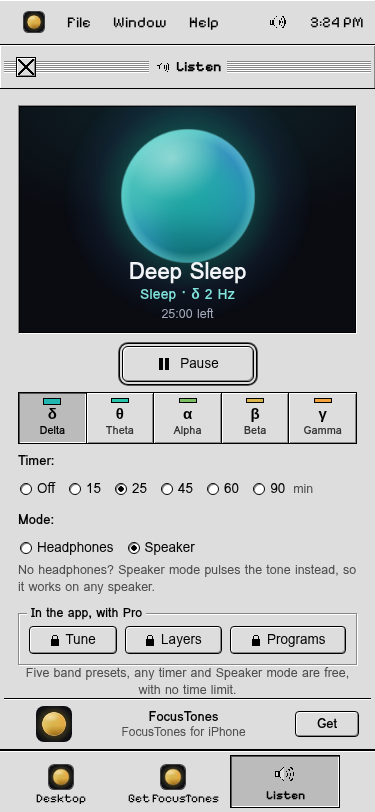 File Window Help 3:24 PM
Listen
Deep Sleep
Sleep · δ 2 Hz
25:00 left
Pause
δ θ α β γ
Delta Theta Alpha Beta Gamma
Timer:
Off 15 25 45 60 90 min
Mode:
Headphones Speaker
No headphones? Speaker mode pulses the tone instead, so
it works on any speaker.
In the app, with Pro
Tune Layers Programs
Five band presets, any timer and Speaker mode are free,
with no time limit.
FocusTones
FocusTones for iPhone
Get
Desktop Get FocusTones Listen